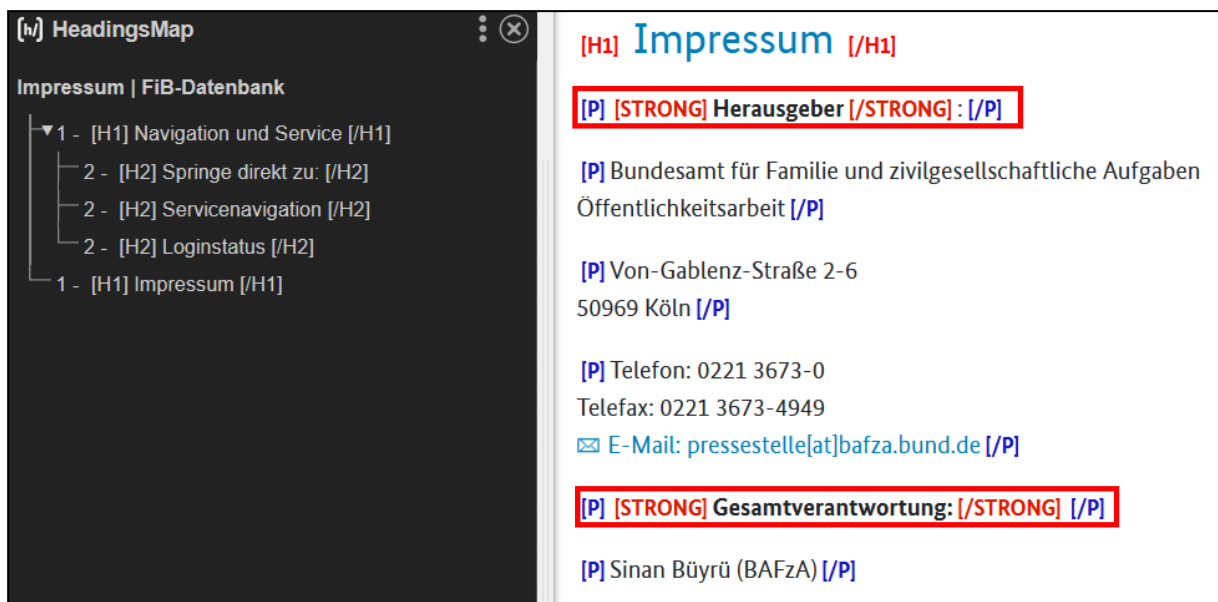 [h/] HeadingsMap
Impressum | FiB-Datenbank
1 - [H1] Navigation und Service [/H1]
2 - [H2] Springe direkt zu: [/H2]
2 - [H2] Servicenavigation [/H2]
2 - [H2] Loginstatus [/H2]
1 - [H1] Impressum [/H1]
[H1] Impressum [/H1]
[P] [STRONG] Herausgeber [/STRONG] : [/P]
[P] Bundesamt für Familie und zivilgesellschaftliche Aufgaben
Öffentlichkeitsarbeit [/P]
[P] Von-Gablenz-Straße 2-6
50969 Köln [/P]
[P] Telefon: 0221 3673-0
Telefax: 0221 3673-4949
E-Mail: pressestelle[at]bafza.bund.de [/P]
[P] [STRONG] Gesamtverantwortung: [/STRONG] [/P]
[P] Sinan Büyrü (BAFzA) [/P]